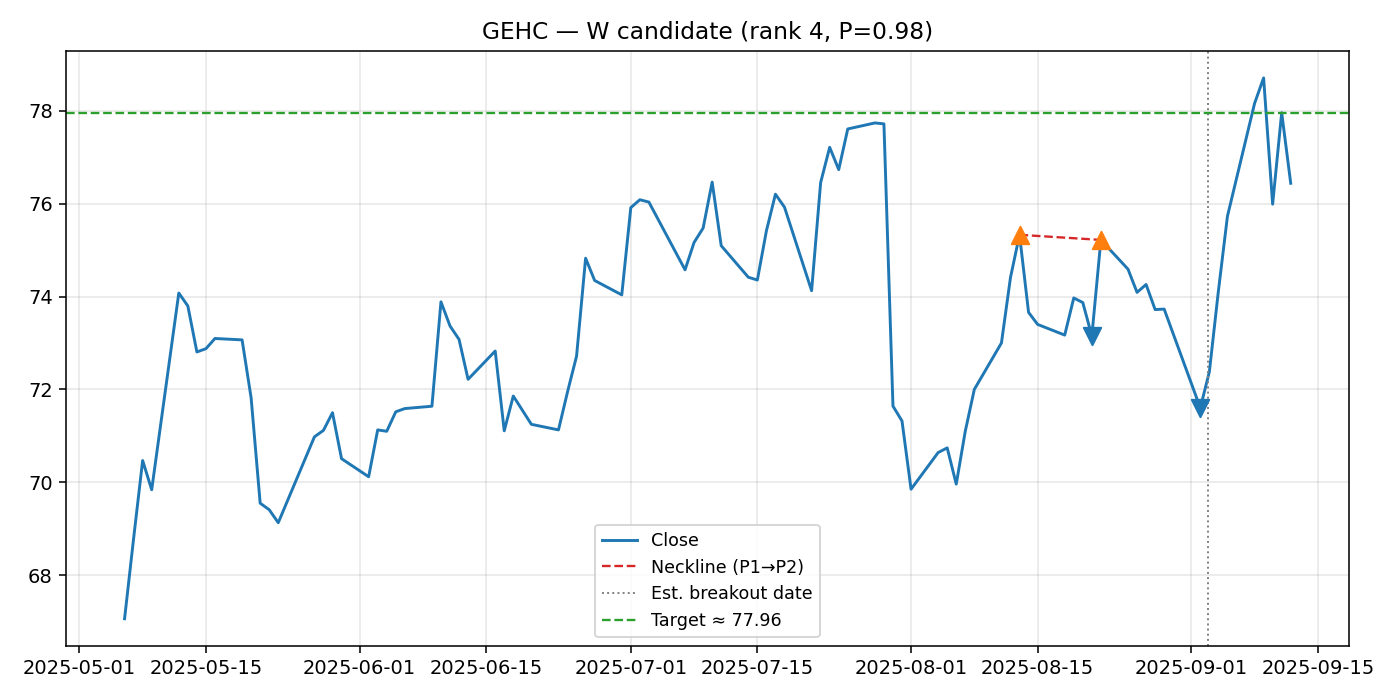 GEHC — W candidate (rank 4, P=0.98)
78
76
74
72
70
68
Close
Neckline (P1→P2)
Est. breakout date
Target ≈ 77.96
2025-05-01 2025-05-15 2025-06-01 2025-06-15 2025-07-01 2025-07-15 2025-08-01 2025-08-15 2025-09-01 2025-09-15